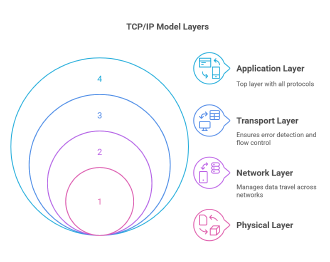 TCP/IP Model Layers
4
3
2
1
Application Layer
Top layer with all protocols
Transport Layer
Ensures error detection and
flow control
Network Layer
Manages data travel across
networks
Physical Layer